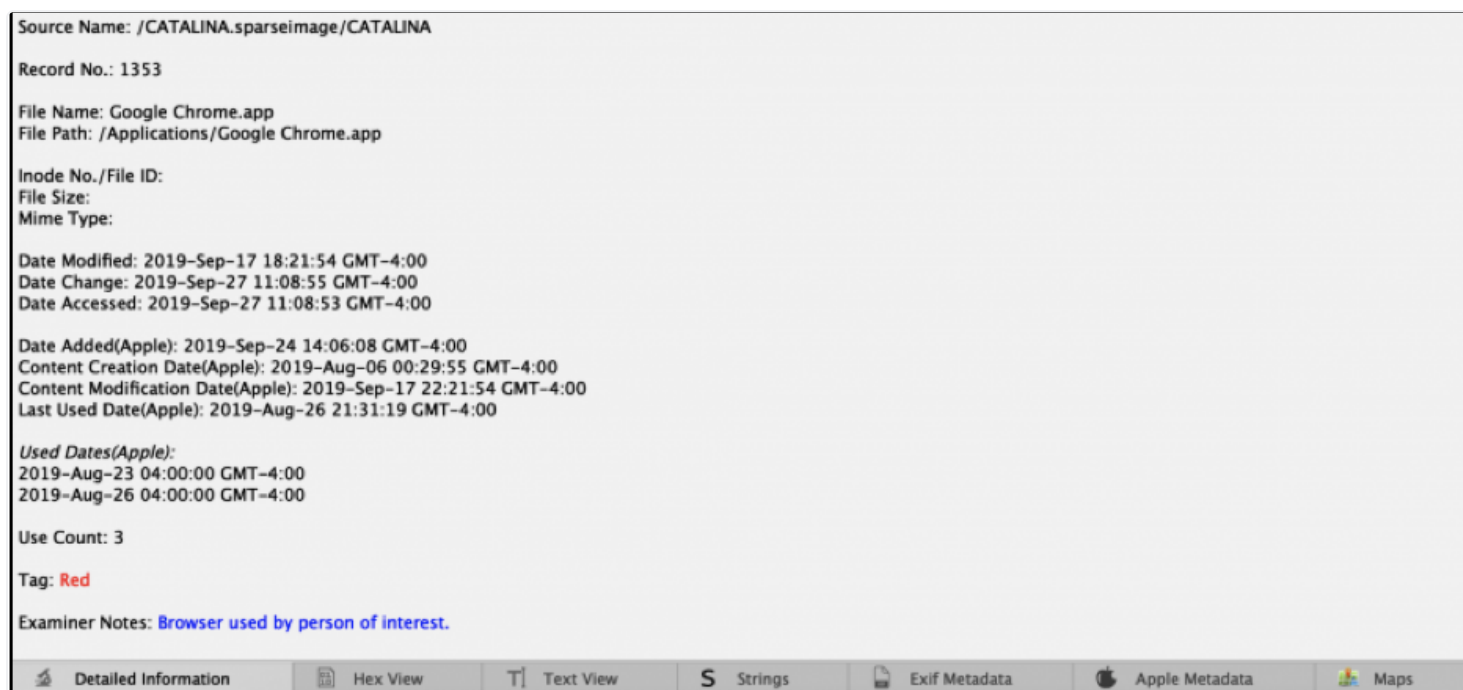 Source Name: /CATALINA.sparseimage/CATALINA
Record No.: 1353
File Name: Google Chrome.app
File Path: /Applications/Google Chrome.app
Inode No./File ID:
File Size:
Mime Type:
Date Modified: 2019-Sep-17 18:21:54 GMT-4:00
Date Change: 2019-Sep-27 11:08:55 GMT-4:00
Date Accessed: 2019-Sep-27 11:08:53 GMT-4:00
Date Added(Apple): 2019-Sep-24 14:06:08 GMT-4:00
Content Creation Date(Apple): 2019-Aug-06 00:29:55 GMT-4:00
Content Modification Date(Apple): 2019-Sep-17 22:21:54 GMT-4:00
Last Used Date(Apple): 2019-Aug-26 21:31:19 GMT-4:00
Used Dates(Apple):
2019-Aug-23 04:00:00 GMT-4:00
2019-Aug-26 04:00:00 GMT-4:00
Use Count: 3
Tag: Red
Examiner Notes: Browser used by person of interest.
Detailed Information Hex View Text View Strings Exif Metadata Apple Metadata Maps